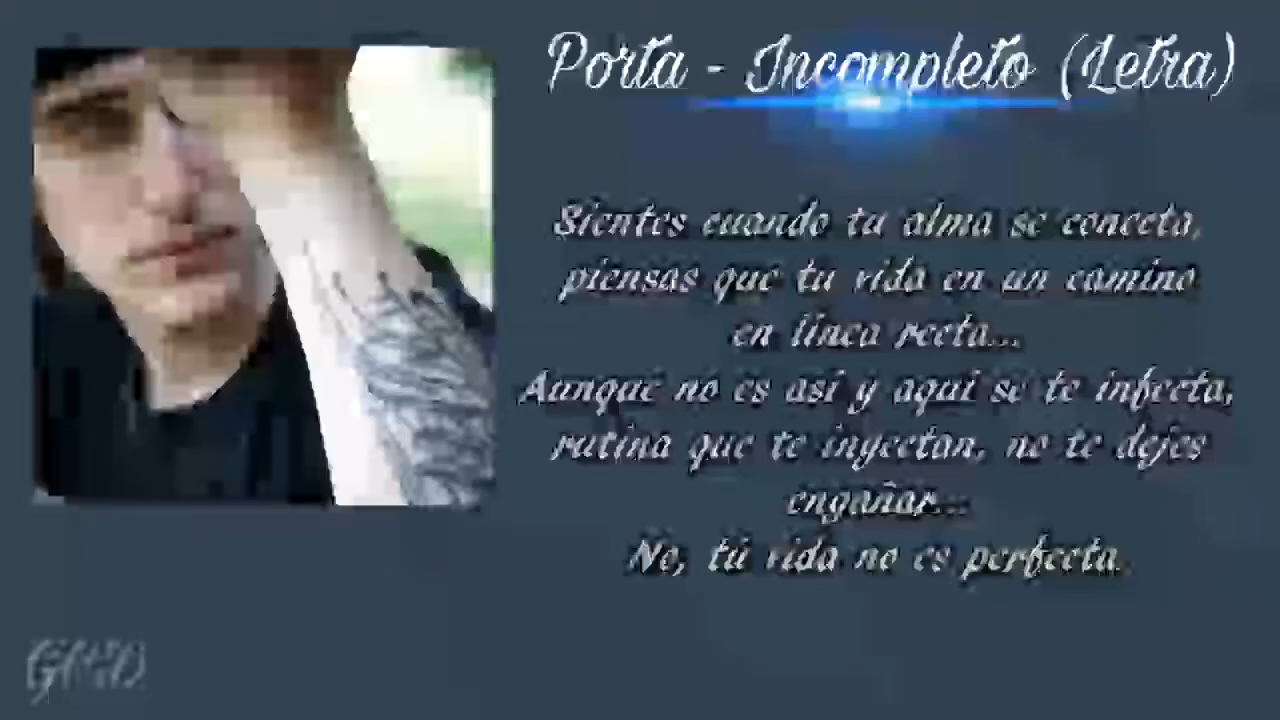 Porta - Incompleto (Letra)
Sientes cuando tu alma se conecta,
piensas que tu vida en un camino
en línea recta...
Aunque no es así y aquí se te infecta,
rutina que te inyectan, no te dejes
engañar...
No, tú vida no es perfecta.